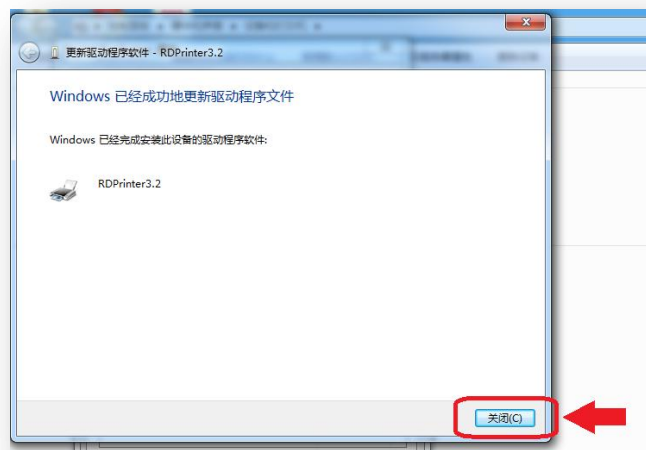 更新驱动程序软件 - RDPrinter3.2
Windows 已经成功地更新驱动程序文件
Windows 已经完成安装此设备的驱动程序软件:
RDPrinter3.2
关闭(C)